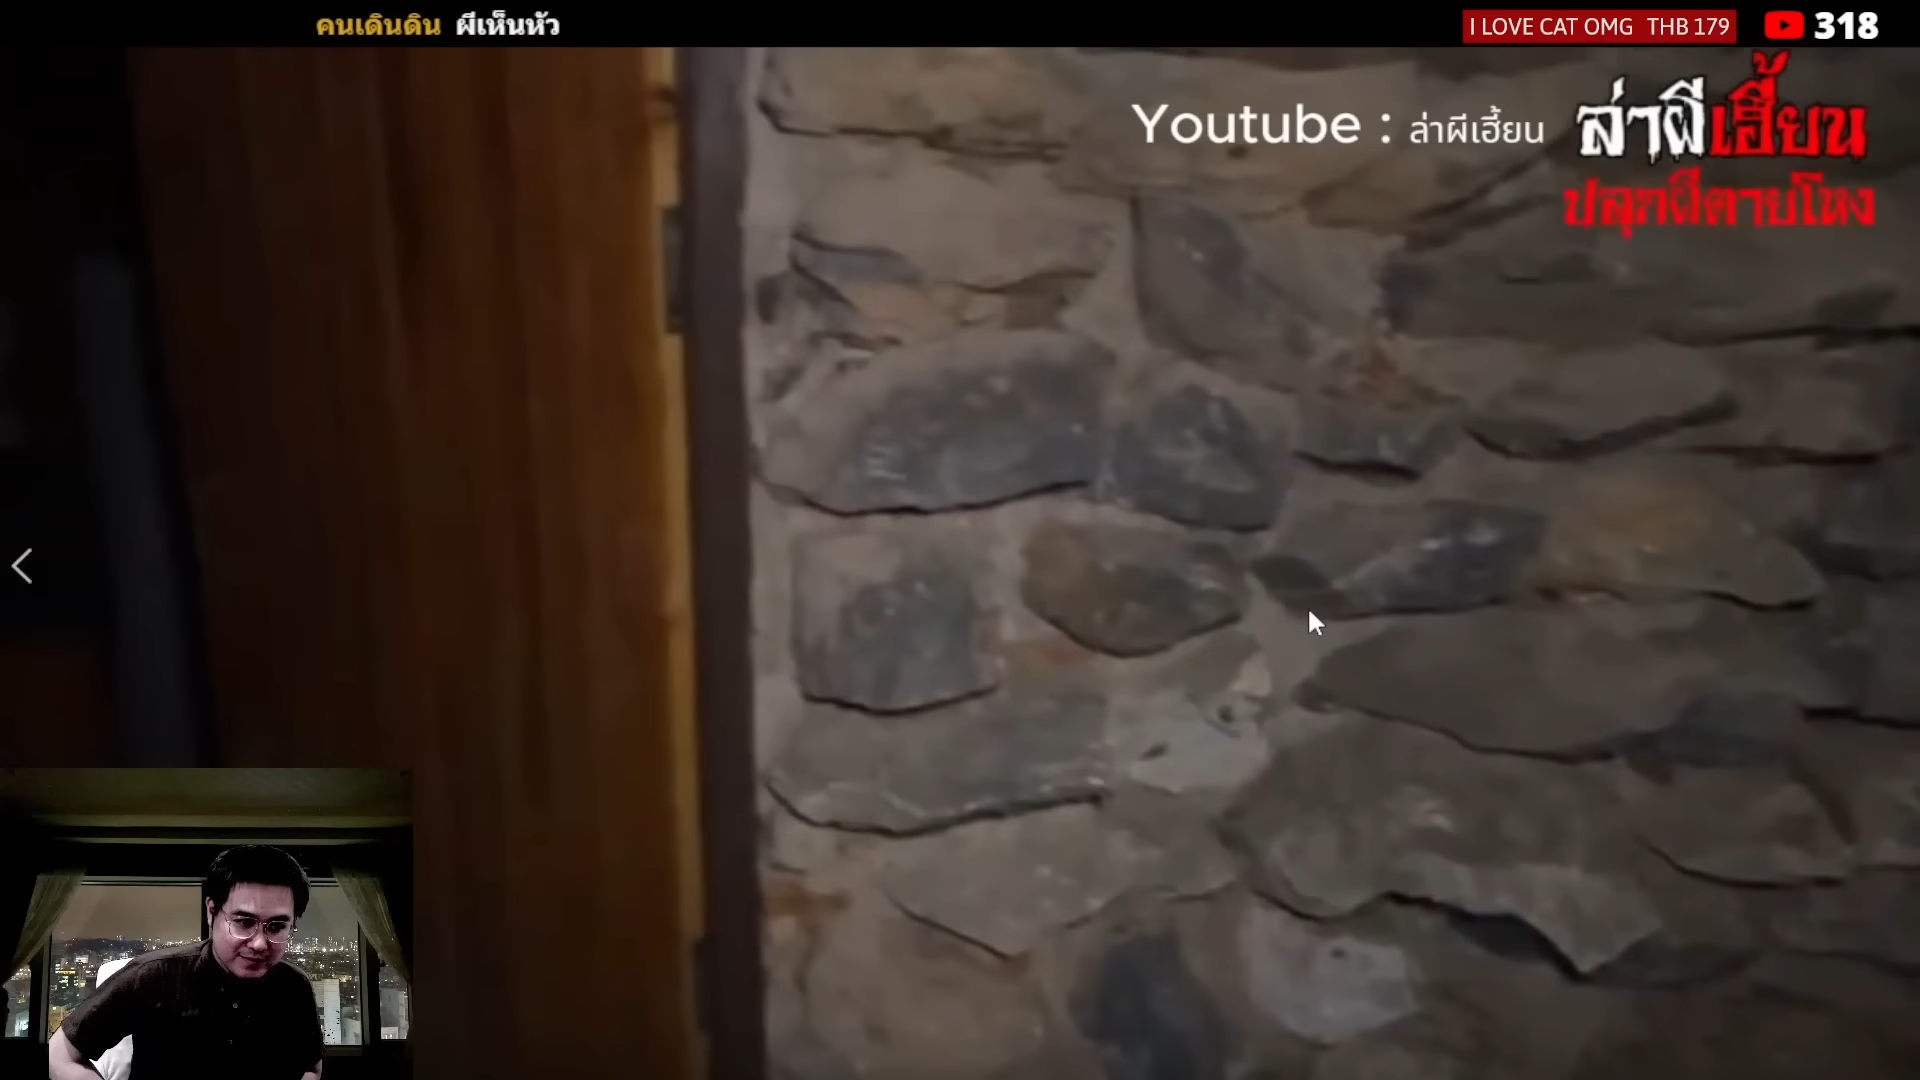 คนเดินดิน ผีเห็นหัว
I LOVE CAT OMG THB 179
318
Youtube : ล่าผีเฮี้ยน
ล่าผีเฮี้ยน
ปลุกผีตายโหง